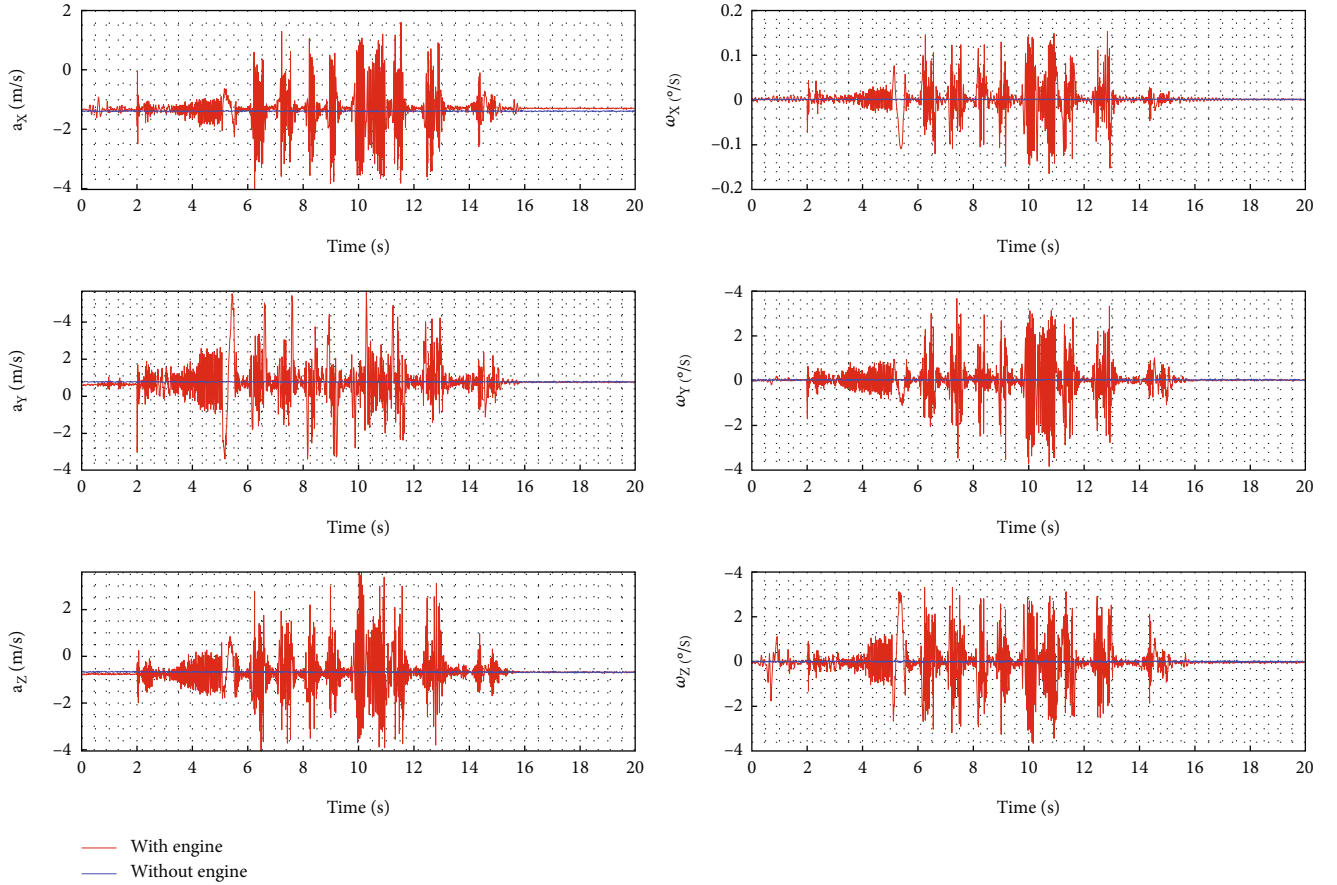 2
0
−2
−4
a_X (m/s)
0 2 4 6 8 10 12 14 16 18 20
Time (s)
0.2
0.1
0
−0.1
−0.2
ω_X (°/S)
0 2 4 6 8 10 12 14 16 18 20
Time (s)
−4
2
0
−2
−4
a_Y (m/s)
0 2 4 6 8 10 12 14 16 18 20
Time (s)
−4
2
0
−2
−4
ω_Y (°/S)
0 2 4 6 8 10 12 14 16 18 20
Time (s)
2
0
−2
−4
a_Z (m/s)
0 2 4 6 8 10 12 14 16 18 20
Time (s)
−4
2
0
−2
−4
ω_Z (°/S)
0 2 4 6 8 10 12 14 16 18 20
Time (s)
With engine
Without engine